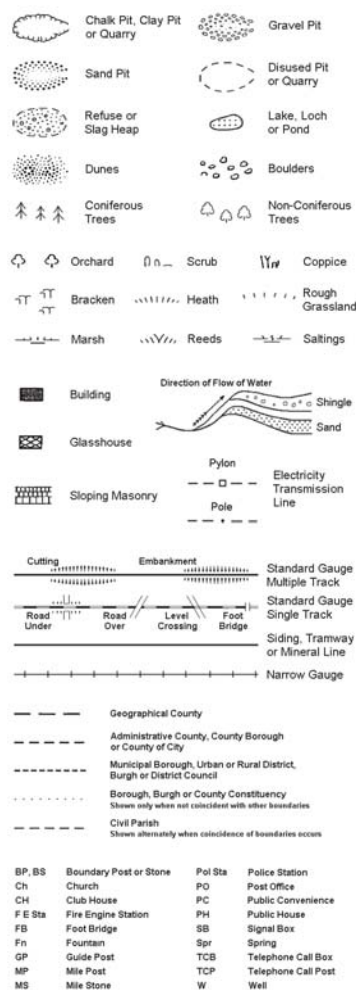 Chalk Pit, Clay Pit
or Quarry
Gravel Pit
Sand Pit
Disused Pit
or Quarry
Refuse or
Slag Heap
Lake, Loch
or Pond
Dunes
Boulders
Coniferous
Trees
Non-Coniferous
Trees
Orchard
Scrub
Coppice
Bracken
Heath
Rough
Grassland
Marsh
Reeds
Saltings
Building
Direction of Flow of Water
Shingle
Sand
Glasshouse
Pylon
Electricity
Transmission
Line
Pole
Sloping Masonry
Cutting
Embankment
Standard Gauge
Multiple Track
Standard Gauge
Single Track
Road
Under
Road
Over
Level
Crossing
Foot
Bridge
Siding, Tramway
or Mineral Line
Narrow Gauge
Geographical County
Administrative County, County Borough
or County of City
Municipal Borough, Urban or Rural District,
Burgh or District Council
Borough, Burgh or County Constituency
Shown only when not coincident with other boundaries
Civil Parish
Shown alternately when coincidence of boundaries occurs
BP, BS Boundary Post or Stone Pol Sta Police Station
Ch Church PO Post Office
CH Club House PC Public Convenience
F E Sta Fire Engine Station PH Public House
FB Foot Bridge SB Signal Box
Fn Fountain Spr Spring
GP Guide Post TCB Telephone Call Box
MP Mile Post TCP Telephone Call Post
MS Mile Stone W Well